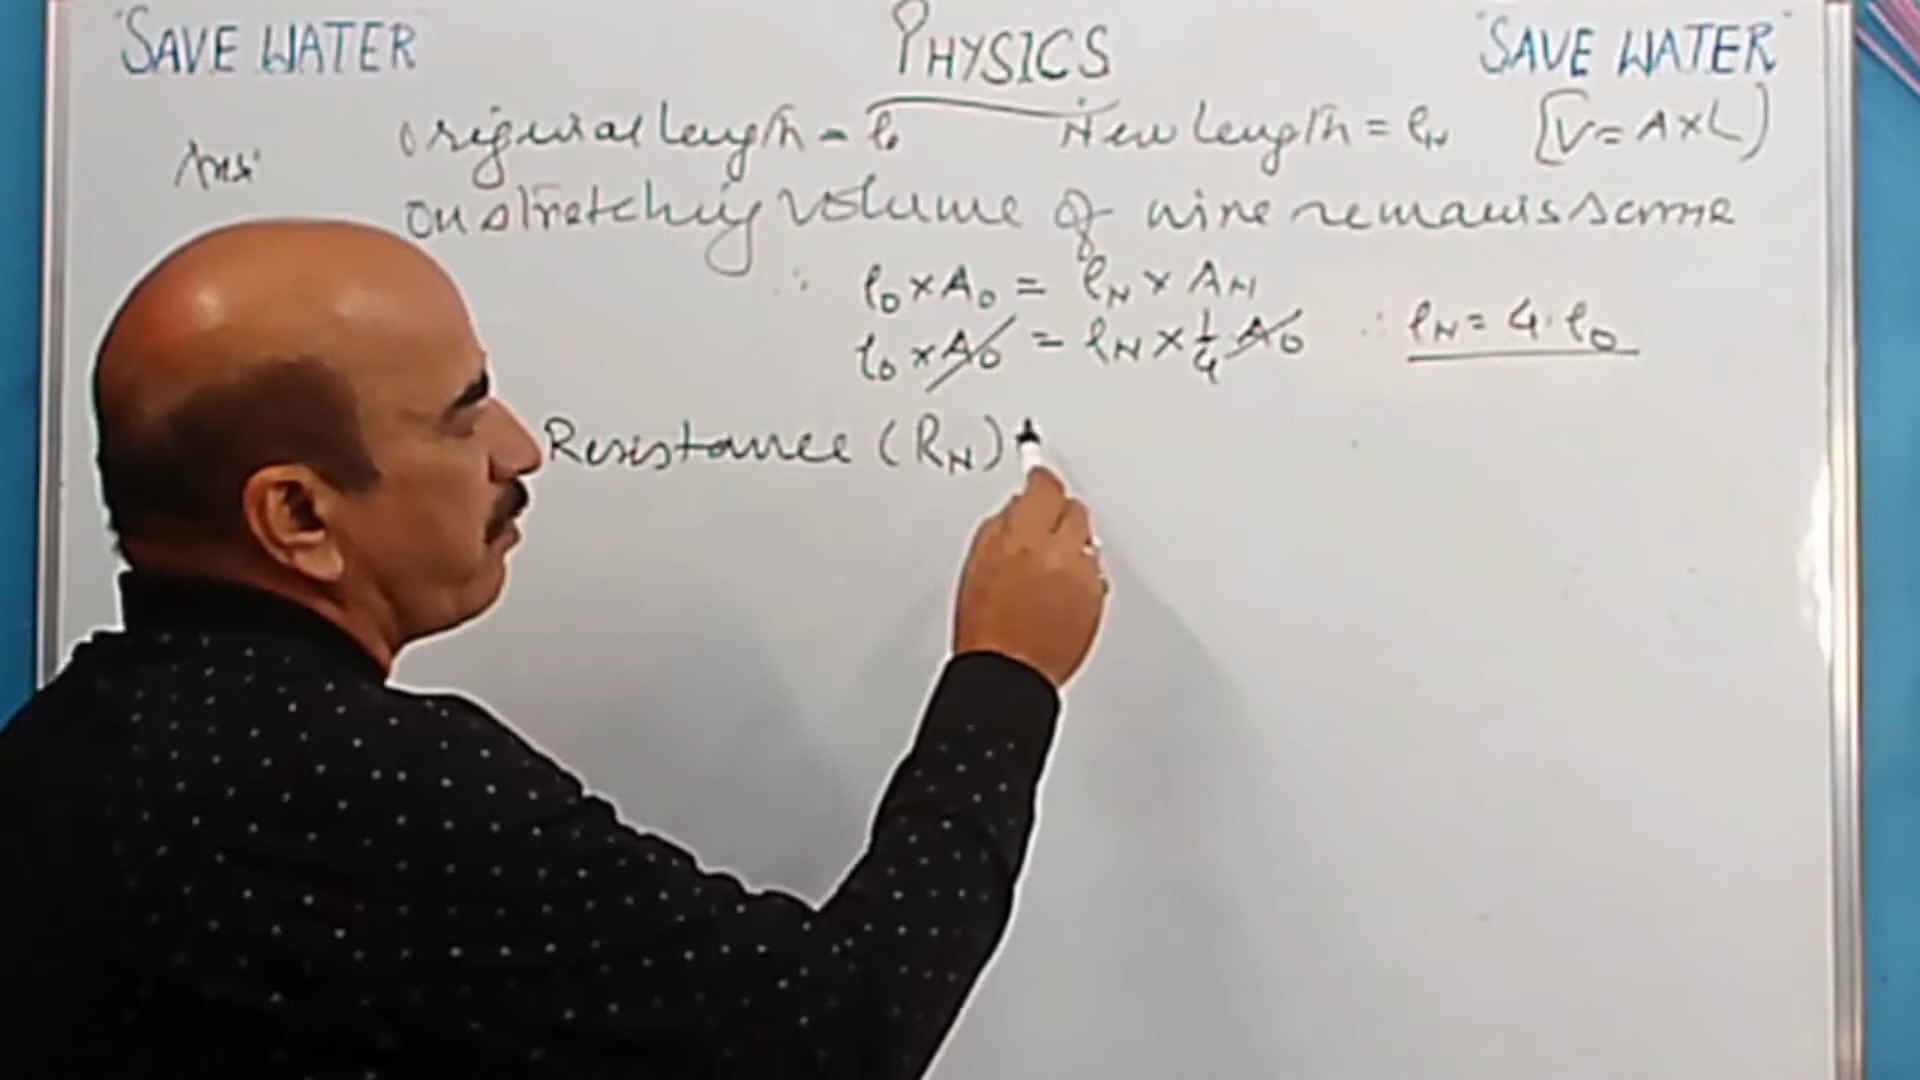 "SAVE WATER PHYSICS "SAVE WATER"
Ans: Original length = l₀ New length = lN [V = A×L)
on stretching volume of wire remains same
∴ l₀ × A₀ = lN × AN
l₀ × A₀ = lN × 1/4 A₀ ∴ lN = 4·l₀
Resistance (RN)